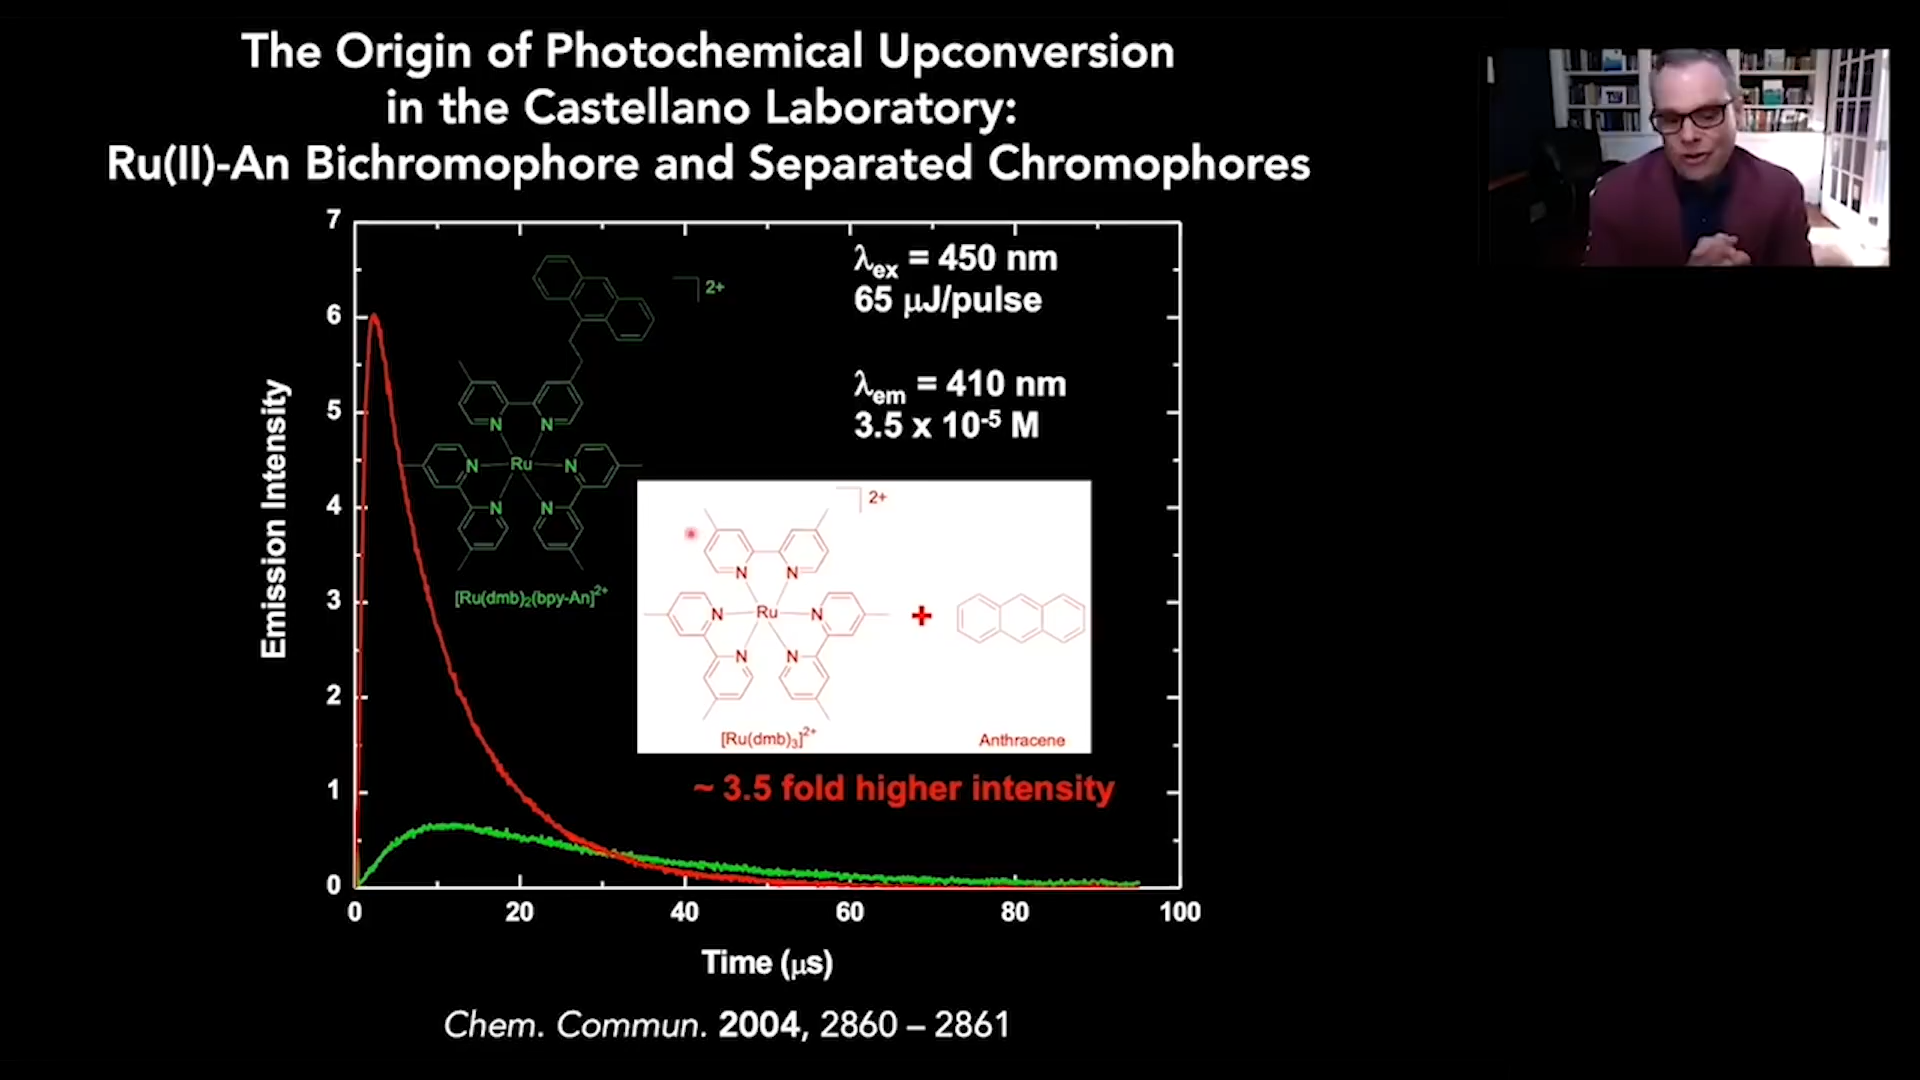 The Origin of Photochemical Upconversion
in the Castellano Laboratory:
Ru(II)-An Bichromophore and Separated Chromophores
7
6
5
4
3
2
1
0
Emission Intensity
0 20 40 60 80 100
Time (μs)
λex = 450 nm
65 μJ/pulse
λem = 410 nm
3.5 x 10-5 M
2+
N N
N Ru N
N N
[Ru(dmb)2(bpy-An)]2+
2+
N N
N Ru N
N N
+
[Ru(dmb)3]2+
Anthracene
~ 3.5 fold higher intensity
Chem. Commun. 2004, 2860 – 2861